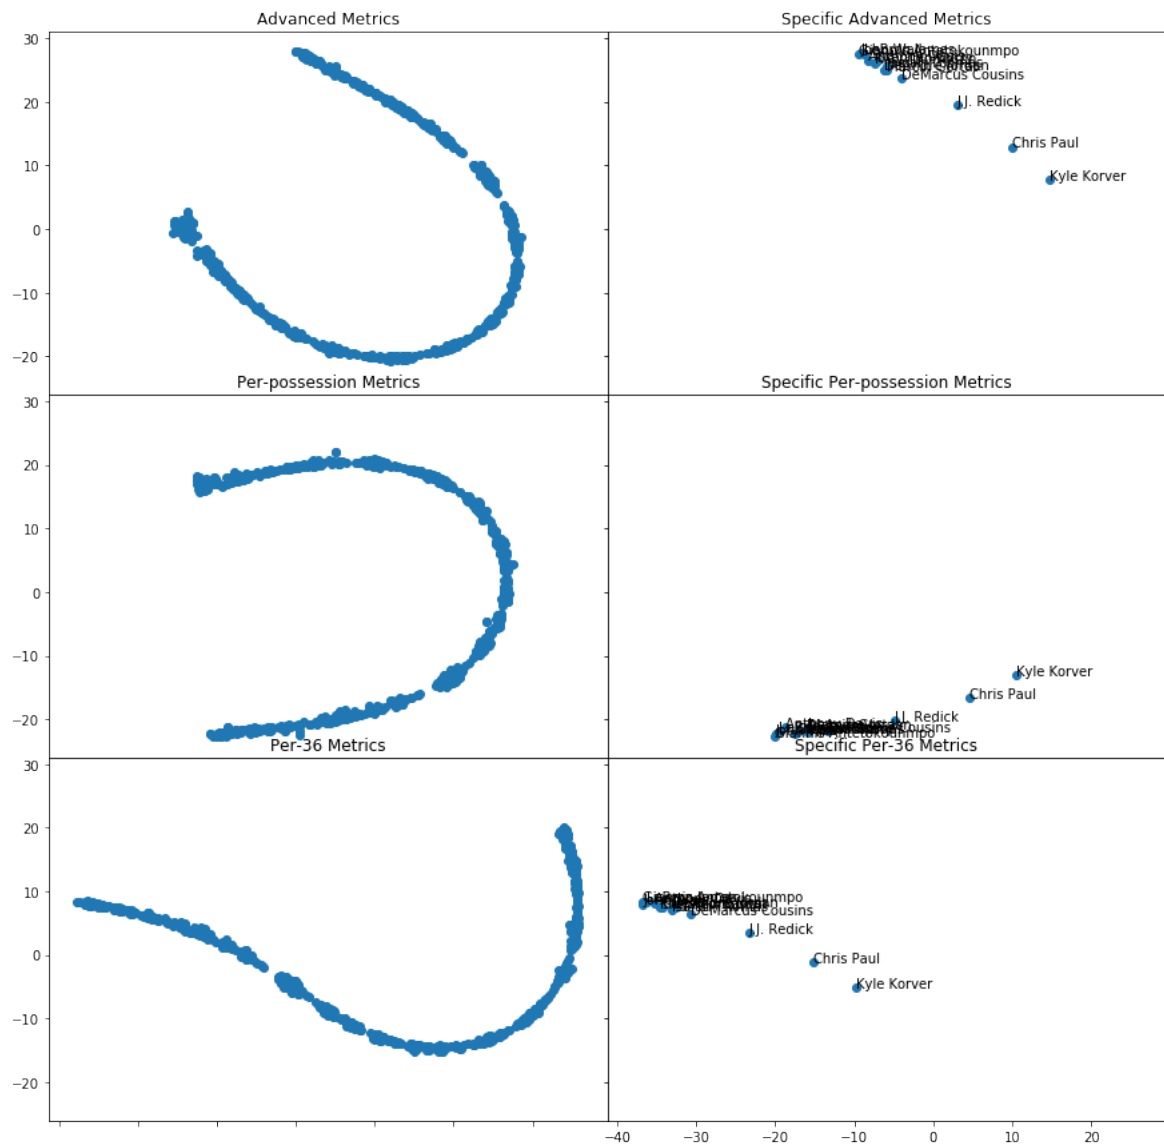 Advanced Metrics
Specific Advanced Metrics
30
20
10
0
−10
−20
DeMarcus Cousins
J.J. Redick
Chris Paul
Kyle Korver
Per-possession Metrics
Specific Per-possession Metrics
30
20
10
0
−10
−20
Kyle Korver
Chris Paul
J.J. Redick
Cousins
Per-36 Metrics
Specific Per-36 Metrics
30
20
10
0
−10
−20
DeMarcus Cousins
J.J. Redick
Chris Paul
Kyle Korver
−40
−30
−20
−10
0
10
20